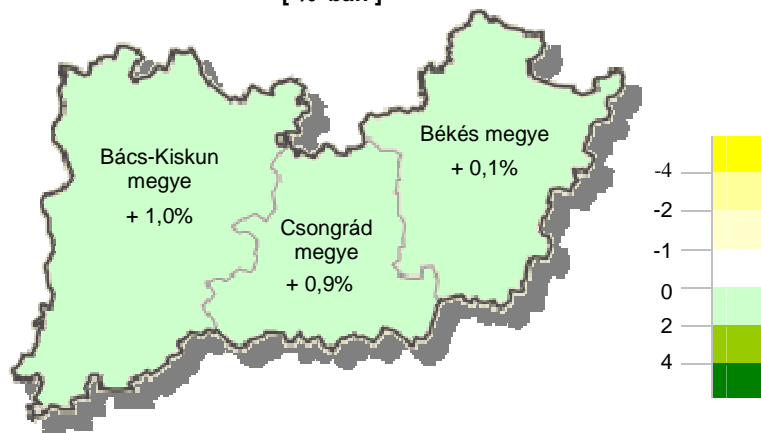 Bács-Kiskun
megye
+ 1,0%
Csongrád
megye
+ 0,9%
Békés megye
+ 0,1%
-4
-2
-1
0
2
4